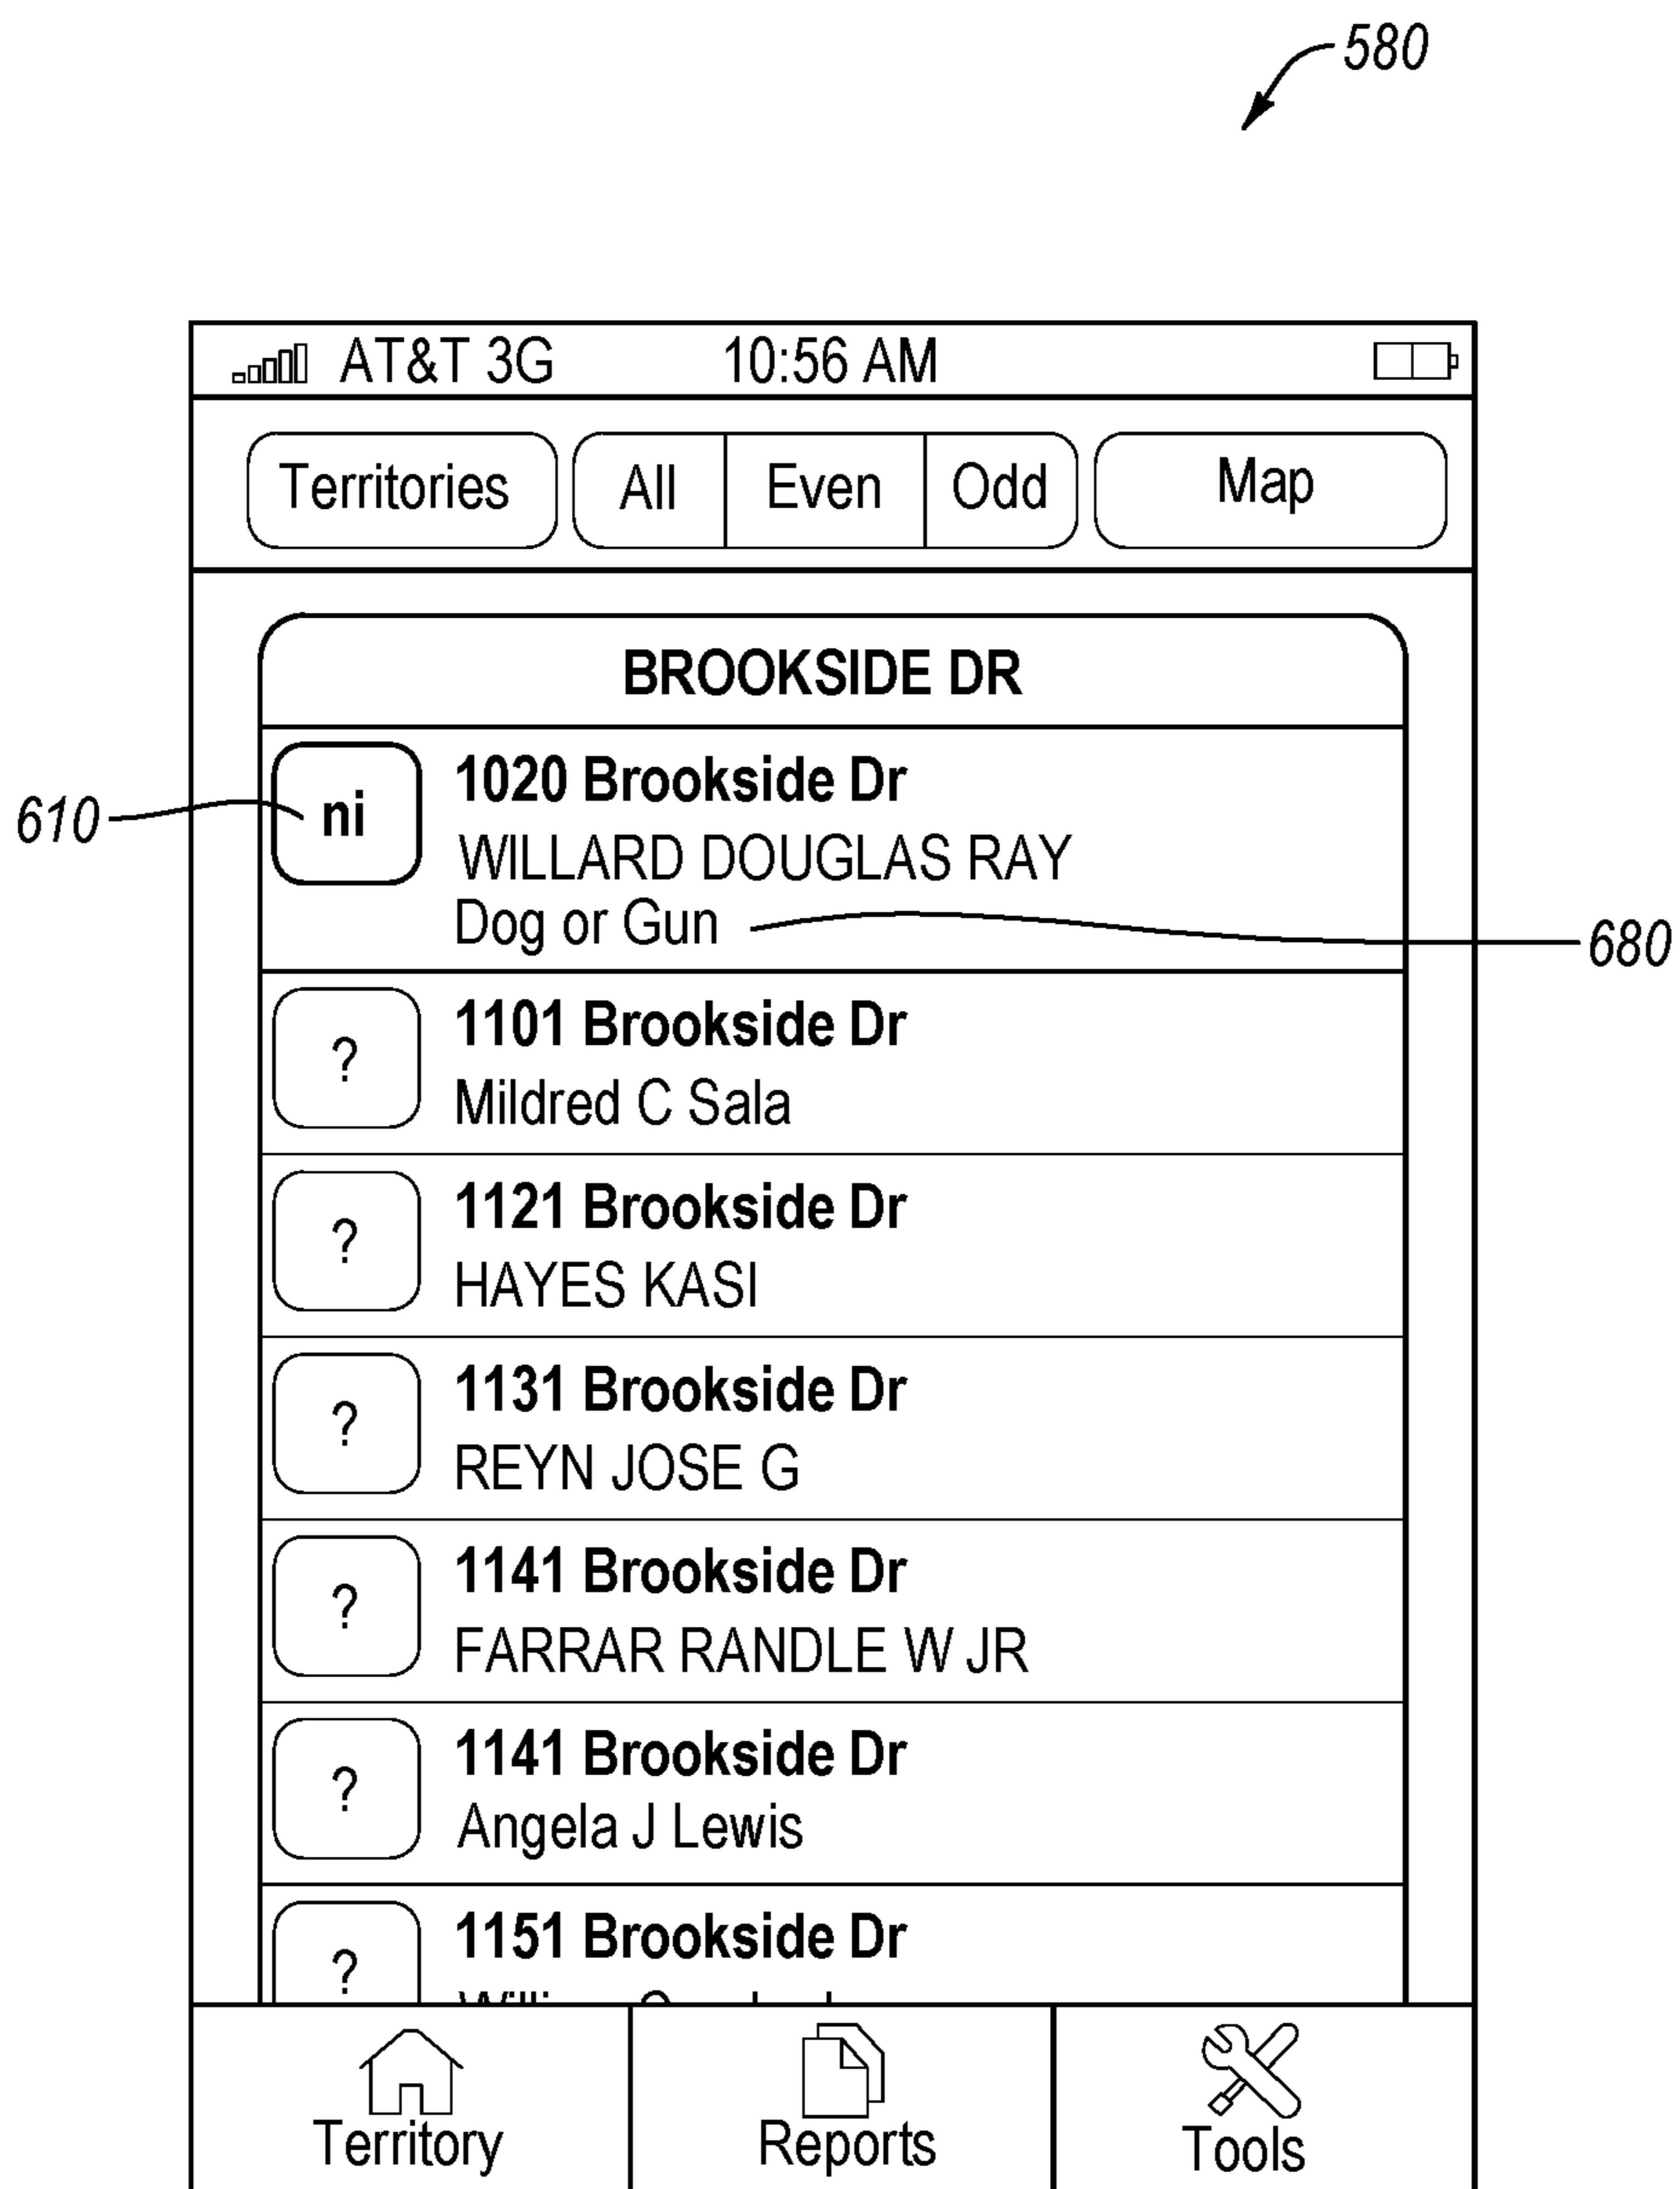 580
AT&T 3G 10:56 AM
Territories All Even Odd Map
BROOKSIDE DR
610
ni
1020 Brookside Dr
WILLARD DOUGLAS RAY
Dog or Gun
680
? 1101 Brookside Dr
Mildred C Sala
? 1121 Brookside Dr
HAYES KASI
? 1131 Brookside Dr
REYN JOSE G
? 1141 Brookside Dr
FARRAR RANDLE W JR
? 1141 Brookside Dr
Angela J Lewis
? 1151 Brookside Dr
Territory Reports Tools